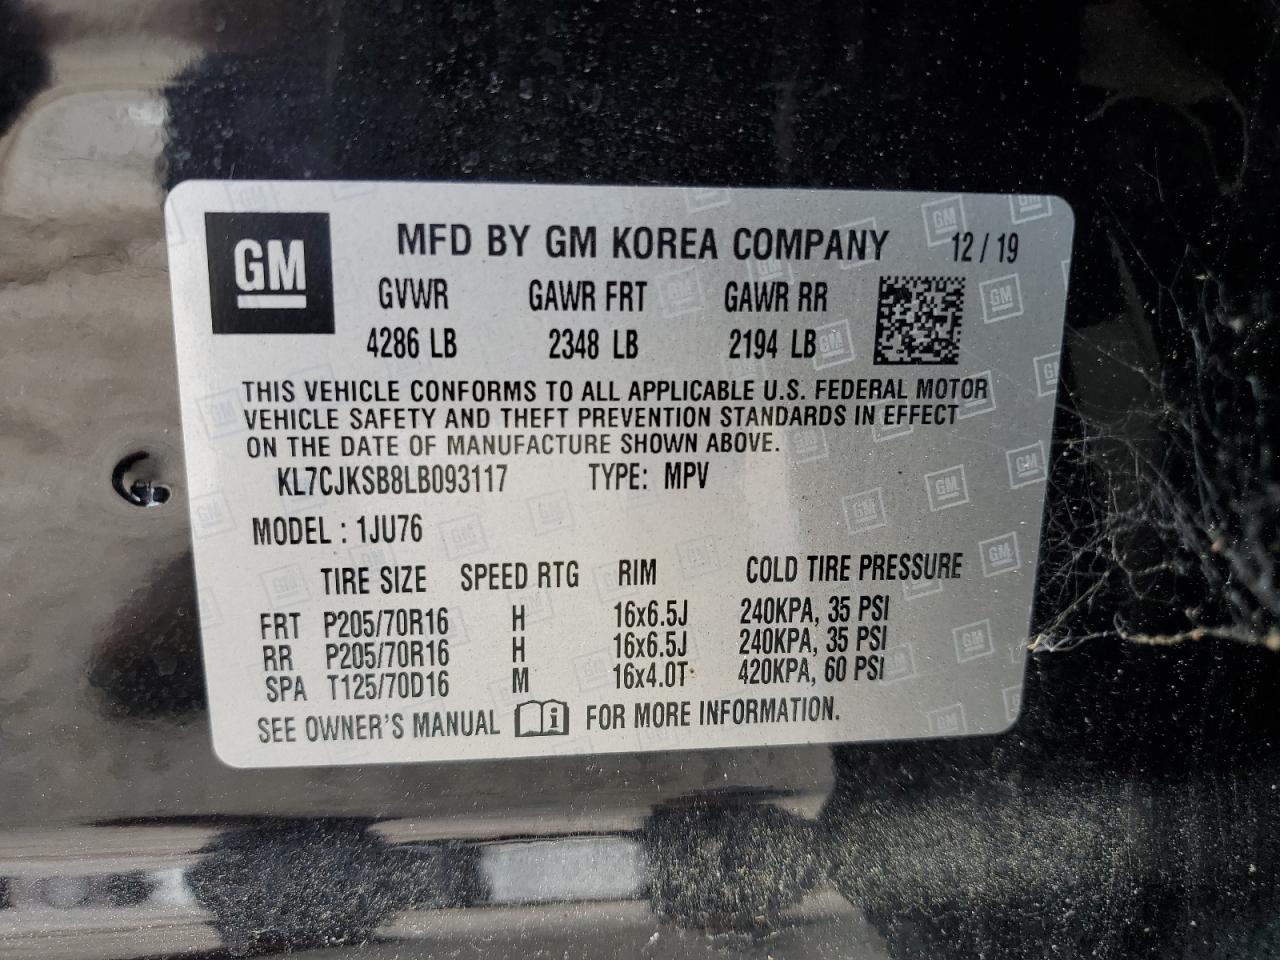 GM
MFD BY GM KOREA COMPANY 12 / 19
GVWR GAWR FRT GAWR RR
4286 LB 2348 LB 2194 LB
THIS VEHICLE CONFORMS TO ALL APPLICABLE U.S. FEDERAL MOTOR
VEHICLE SAFETY AND THEFT PREVENTION STANDARDS IN EFFECT
ON THE DATE OF MANUFACTURE SHOWN ABOVE.
KL7CJKSB8LB093117 TYPE: MPV
MODEL : 1JU76
TIRE SIZE SPEED RTG RIM COLD TIRE PRESSURE
FRT P205/70R16 H 16x6.5J 240KPA, 35 PSI
RR P205/70R16 H 16x6.5J 240KPA, 35 PSI
SPA T125/70D16 M 16x4.0T 420KPA, 60 PSI
SEE OWNER'S MANUAL i FOR MORE INFORMATION.